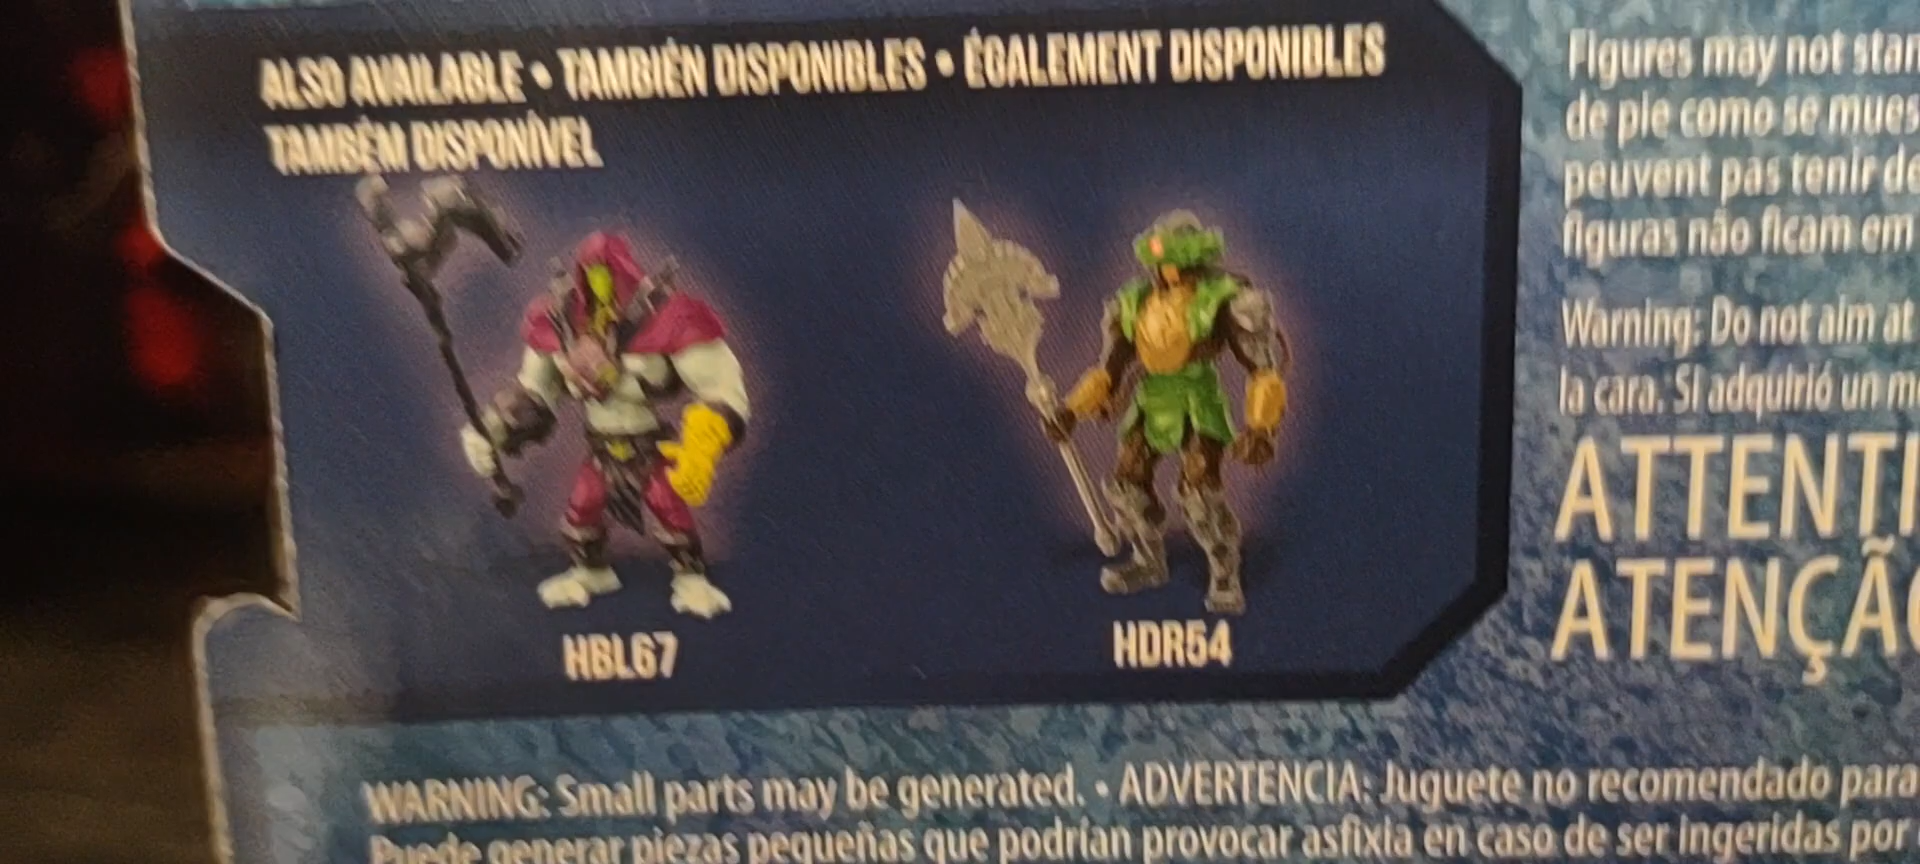 ALSO AVAILABLE • TAMBIÉN DISPONIBLES • ÉGALEMENT DISPONIBLES
TAMBÉM DISPONÍVEL
HBL67
HDR54
Figures may not
de pie como se
peuvent pas tenir de
figuras não ficam em
Warning: Do not aim at
la cara. Si adquirió un
ATTENTI
ATENÇÃO
WARNING: Small parts may be generated. • ADVERTENCIA: Juguete no recomendado para
Puede generar piezas pequeñas que podrían provocar asfixia en caso de ser ingeridas por